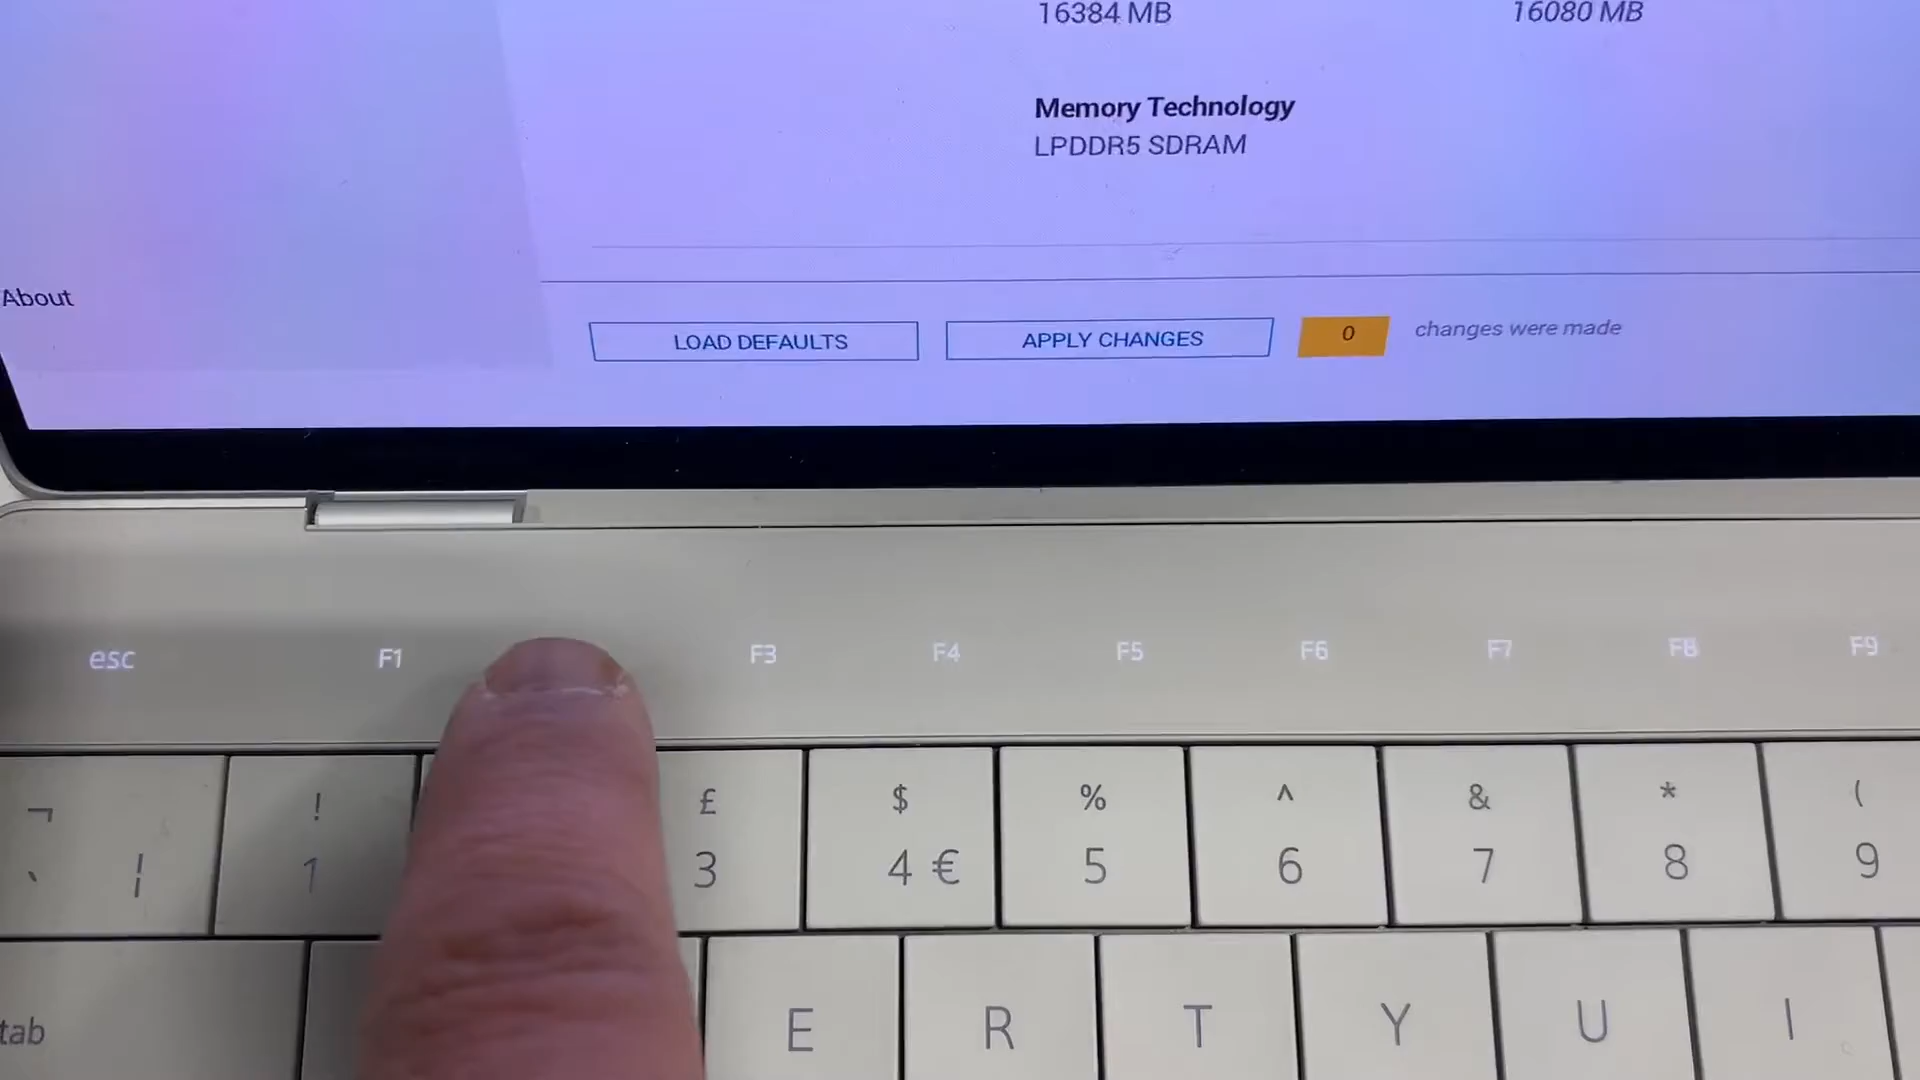 16384 MB
16080 MB
Memory Technology
LPDDR5 SDRAM
About
LOAD DEFAULTS
APPLY CHANGES
0
changes were made
esc
F1
F3
F4
F5
F6
F7
F8
F9
¬
` ¦
!
1
£
3
$
4 €
%
5
^
6
&
7
*
8
(
9
tab
E
R
T
Y
U
I